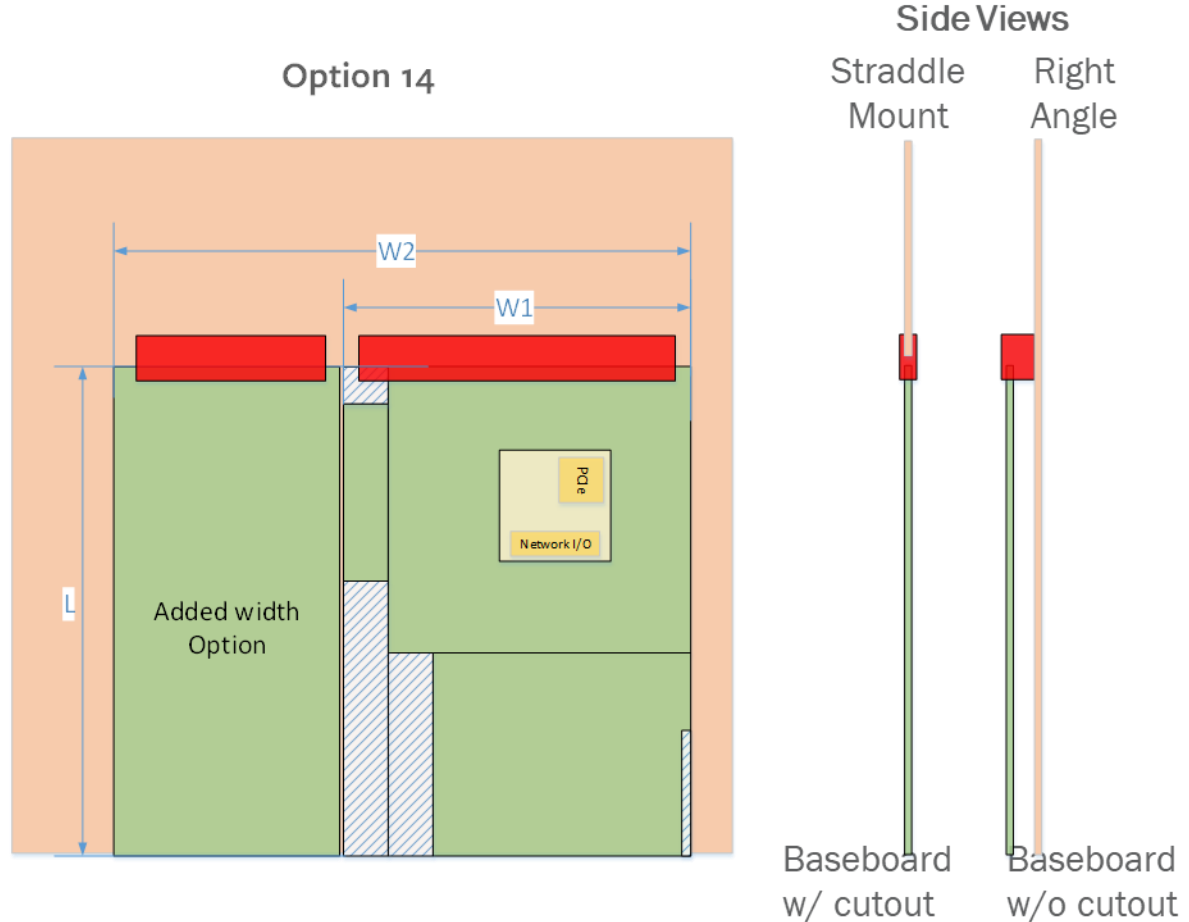 Side Views
Option 14
Straddle
Mount
Right
Angle
W2
W1
PCIe
Network I/O
L
Added width
Option
Baseboard
w/ cutout
Baseboard
w/o cutout